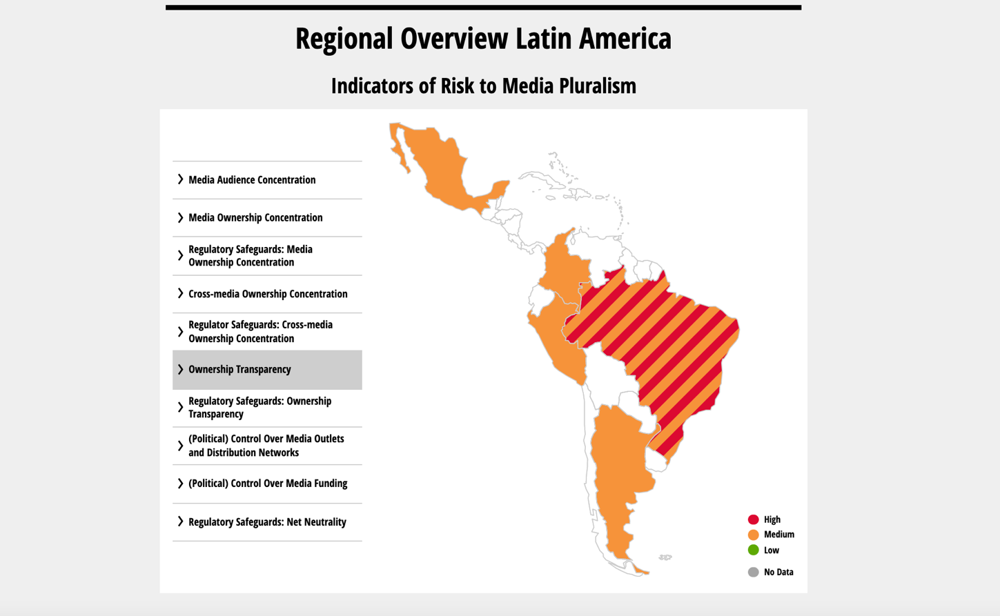 Regional Overview Latin America
Indicators of Risk to Media Pluralism
Media Audience Concentration
Media Ownership Concentration
Regulatory Safeguards: Media
Ownership Concentration
Cross-media Ownership Concentration
Regulator Safeguards: Cross-media
Ownership Concentration
Ownership Transparency
Regulatory Safeguards: Ownership
Transparency
(Political) Control Over Media Outlets
and Distribution Networks
(Political) Control Over Media Funding
Regulatory Safeguards: Net Neutrality
High
Medium
Low
No Data